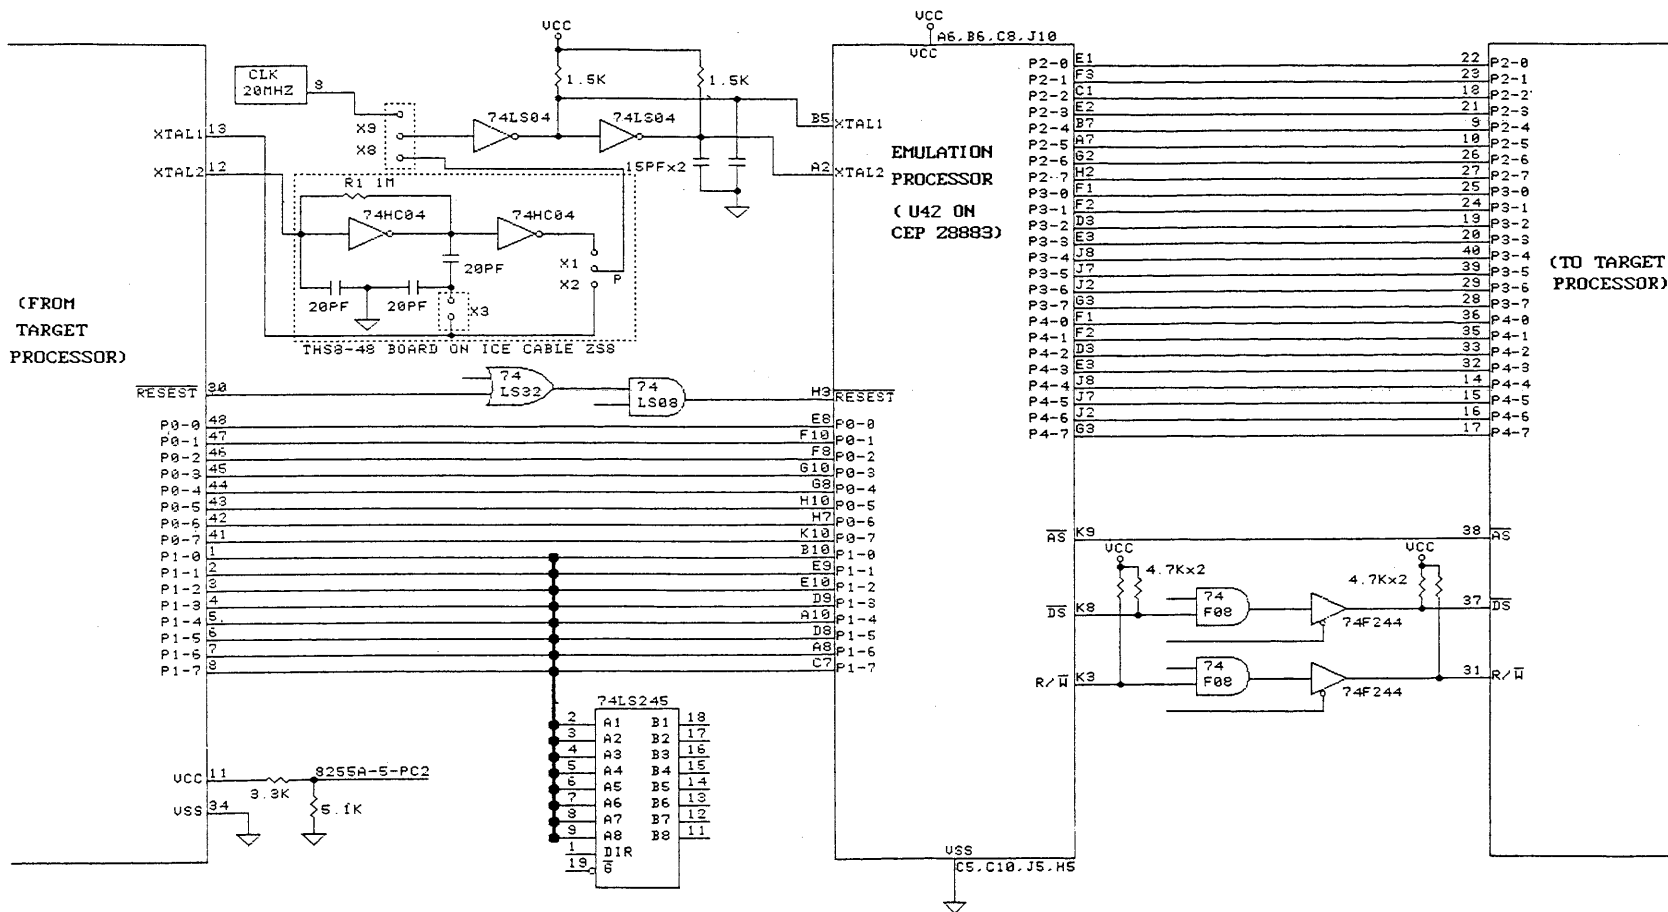 VCC
A6.B6.C8.J10
VCC
CLK
20MHZ
8
1.5K
1.5K
X9
X8
74LS04
74LS04
15PFx2
XTAL1 13
XTAL2 12
B5 XTAL1
A2 XTAL2
R1 1M
74HC04
74HC04
20PF
20PF
20PF
X1
X2
P
X3
THS8-48 BOARD ON ICE CABLE ZS8
(FROM
TARGET
PROCESSOR)
EMULATION
PROCESSOR
(U42 ON
CEP 28883)
(TO TARGET
PROCESSOR)
P2-0 E1 22 P2-0
P2-1 F3 23 P2-1
P2-2 C1 18 P2-2
P2-3 E2 21 P2-3
P2-4 B7 9 P2-4
P2-5 A7 10 P2-5
P2-6 G2 26 P2-6
P2-7 H2 27 P2-7
P3-0 F1 25 P3-0
P3-1 F2 24 P3-1
P3-2 D3 19 P3-2
P3-3 E3 20 P3-3
P3-4 J8 40 P3-4
P3-5 J7 39 P3-5
P3-6 J2 29 P3-6
P3-7 G3 28 P3-7
P4-0 F1 36 P4-0
P4-1 F2 35 P4-1
P4-2 D3 33 P4-2
P4-3 E3 32 P4-3
P4-4 J8 14 P4-4
P4-5 J7 15 P4-5
P4-6 J2 16 P4-6
P4-7 G3 17 P4-7
RESEST 30
74
LS32
74
LS08
H3 RESEST
P0-0 48 E8 P0-0
P0-1 47 F10 P0-1
P0-2 46 F8 P0-2
P0-3 45 G10 P0-3
P0-4 44 G8 P0-4
P0-5 43 H10 P0-5
P0-6 42 H7 P0-6
P0-7 41 K10 P0-7
P1-0 1 B10 P1-0
P1-1 2 E9 P1-1
P1-2 3 E10 P1-2
P1-3 4 D9 P1-3
P1-4 5 A10 P1-4
P1-5 6 D8 P1-5
P1-6 7 A8 P1-6
P1-7 8 C7 P1-7
AS K9 38 AS
VCC
VCC
4.7Kx2
4.7Kx2
DS K8
74
F08
74F244
37 DS
R/W K3
74
F08
74F244
31 R/W
74LS245
2 A1 B1 18
3 A2 B2 17
4 A3 B3 16
5 A4 B4 15
6 A5 B5 14
7 A6 B6 13
8 A7 B7 12
9 A8 B8 11
1 DIR
19 G
VCC 11
3.3K
8255A-5-PC2
5.1K
VSS 34
VSS
C5.C10.J5.H5